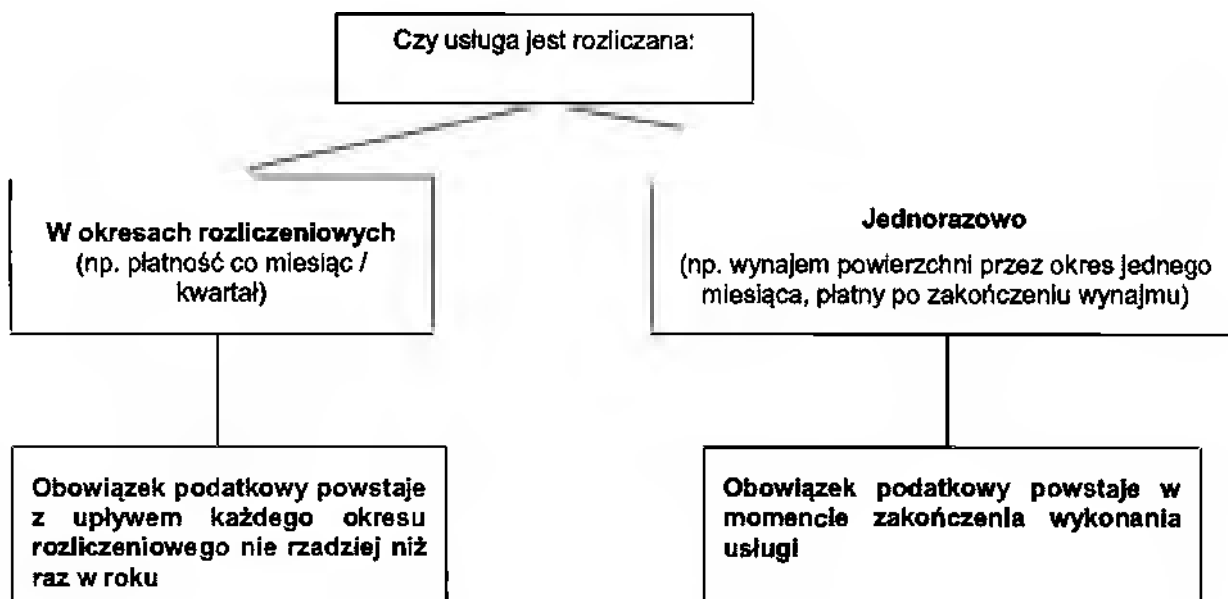 Czy usługa jest rozliczana:
W okresach rozliczeniowych
(np. płatność co miesiąc /
kwartał)
Jednorazowo
(np. wynajem powierzchni przez okres jednego
miesiąca, płatny po zakończeniu wynajmu)
Obowiązek podatkowy powstaje
z upływem każdego okresu
rozliczeniowego nie rzadziej niż
raz w roku
Obowiązek podatkowy powstaje w
momencie zakończenia wykonania
usługi